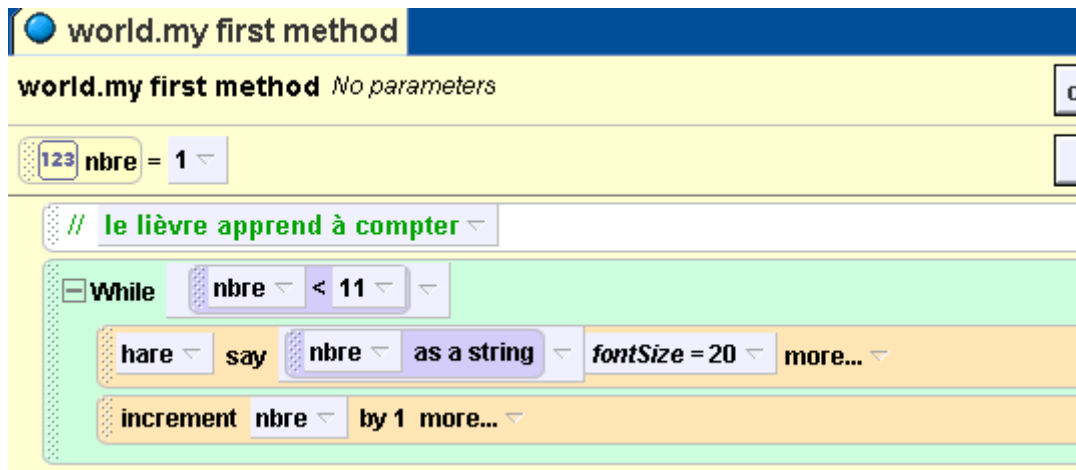 world.my first method
world.my first method No parameters
123 nbre = 1
// le lièvre apprend à compter
While nbre < 11
hare say nbre as a string fontSize = 20 more...
increment nbre by 1 more...